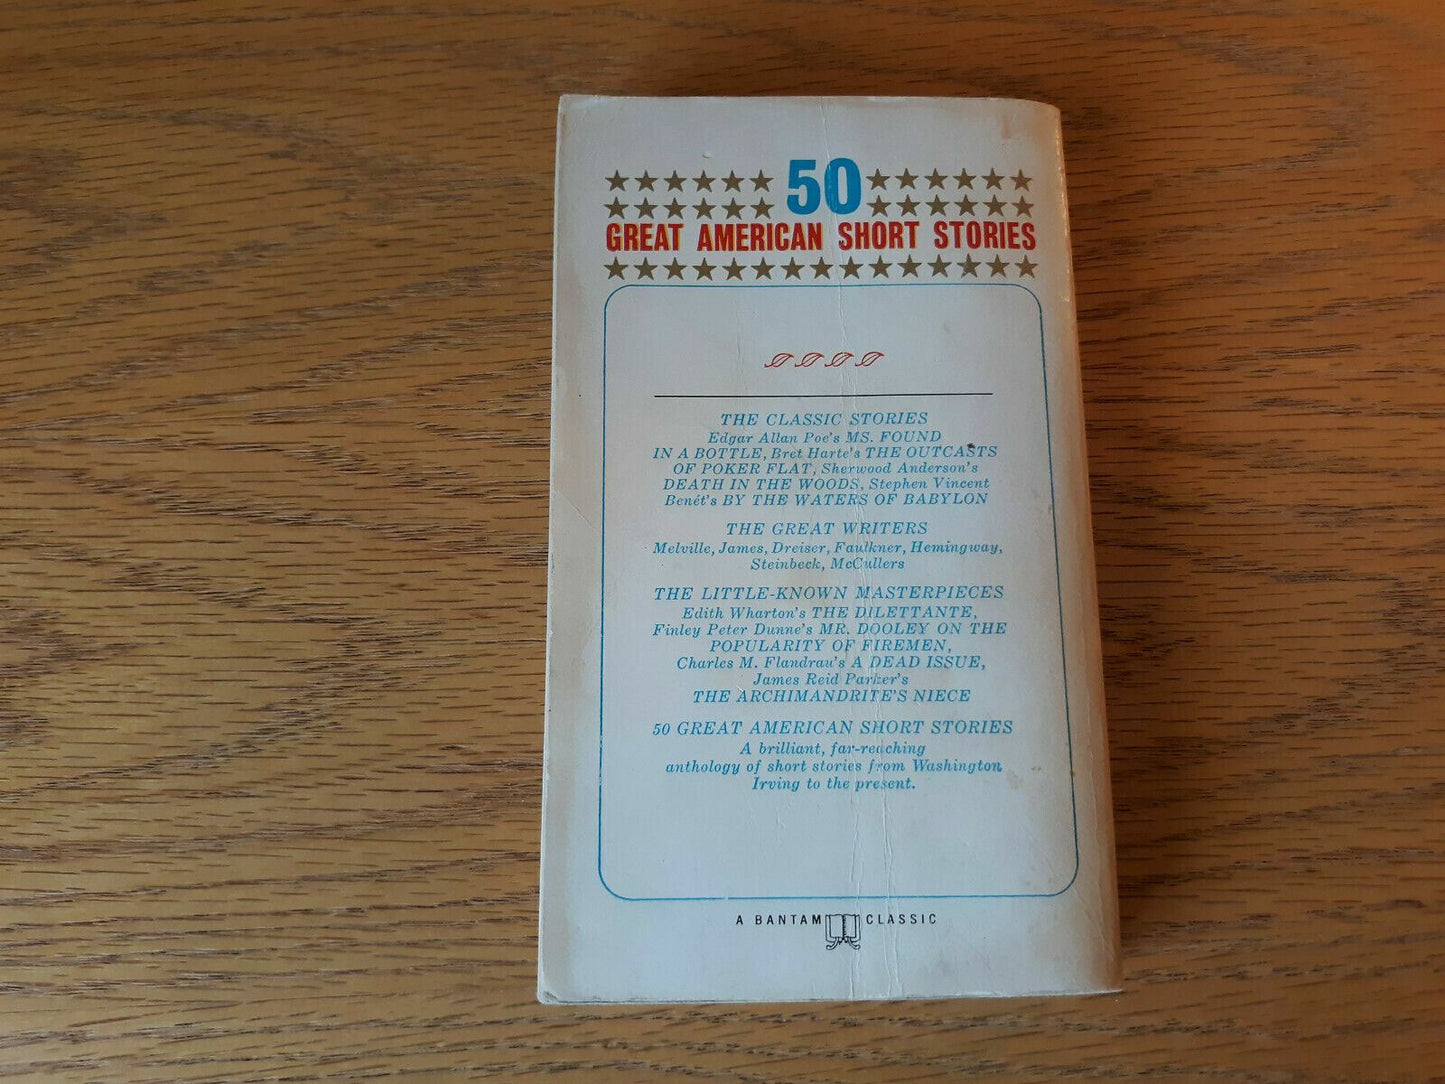 50
GREAT AMERICAN SHORT STORIES
THE CLASSIC STORIES
Edgar Allan Poe's MS. FOUND
IN A BOTTLE, Bret Harte's THE OUTCASTS
OF POKER FLAT, Sherwood Anderson's
DEATH IN THE WOODS, Stephen Vincent
Benét's BY THE WATERS OF BABYLON
THE GREAT WRITERS
Melville, James, Dreiser, Faulkner, Hemingway,
Steinbeck, McCullers
THE LITTLE-KNOWN MASTERPIECES
Edith Wharton's THE DILETTANTE,
Finley Peter Dunne's MR. DOOLEY ON THE
POPULARITY OF FIREMEN,
Charles M. Flandrau's A DEAD ISSUE,
James Reid Parker's
THE ARCHIMANDRITE'S NIECE
50 GREAT AMERICAN SHORT STORIES
A brilliant, far-reaching
anthology of short stories from Washington
Irving to the present.
A BANTAM CLASSIC